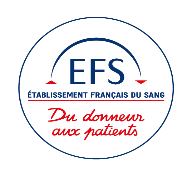 EFS
ÉTABLISSEMENT FRANÇAIS DU SANG
Du donneur
aux patients